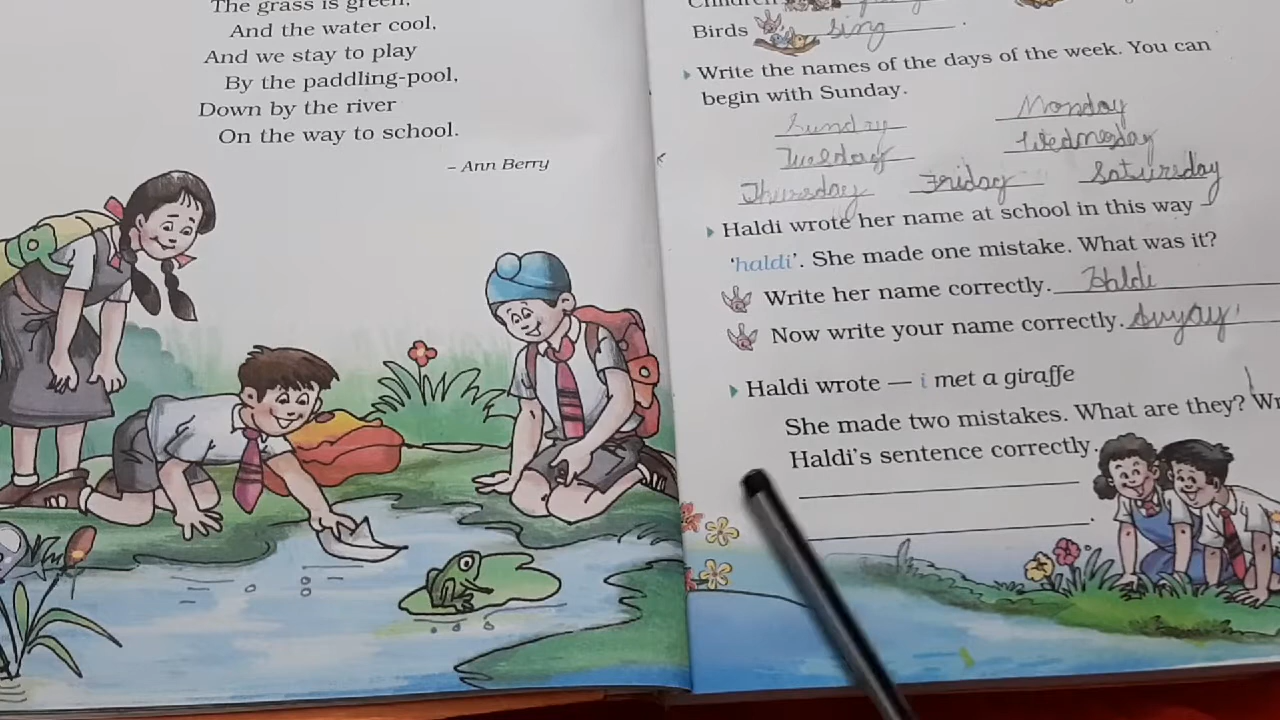 The grass is green,
And the water cool,
And we stay to play
By the paddling-pool,
Down by the river
On the way to school.
– Ann Berry
Children
Birds sing.
Write the names of the days of the week. You can
begin with Sunday.
Sunday Monday
Tuesday Wednesday
Thursday Friday Saturday
Haldi wrote her name at school in this way
‘haldi’. She made one mistake. What was it?
Write her name correctly. Haldi
Now write your name correctly.
Haldi wrote — i met a giraffe
She made two mistakes. What are they?
Haldi’s sentence correctly.